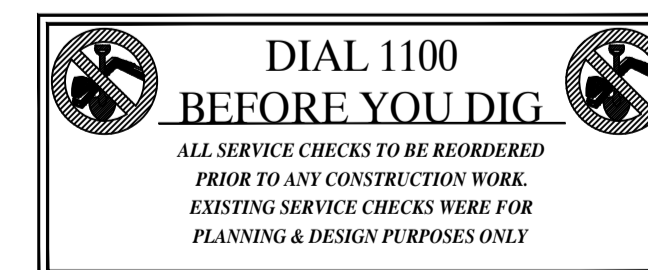 DIAL 1100
BEFORE YOU DIG
ALL SERVICE CHECKS TO BE REORDERED
PRIOR TO ANY CONSTRUCTION WORK.
EXISTING SERVICE CHECKS WERE FOR
PLANNING & DESIGN PURPOSES ONLY